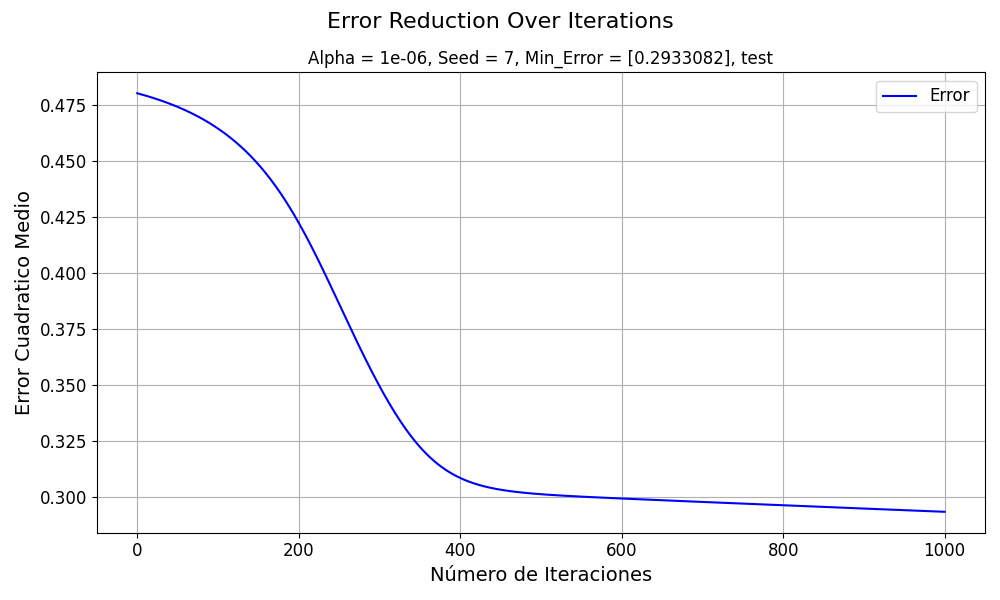 Error Reduction Over Iterations
Alpha = 1e-06, Seed = 7, Min_Error = [0.2933082], test
Error
0.475
0.450
0.425
0.400
0.375
0.350
0.325
0.300
Error Cuadratico Medio
0
200
400
600
800
1000
Número de Iteraciones